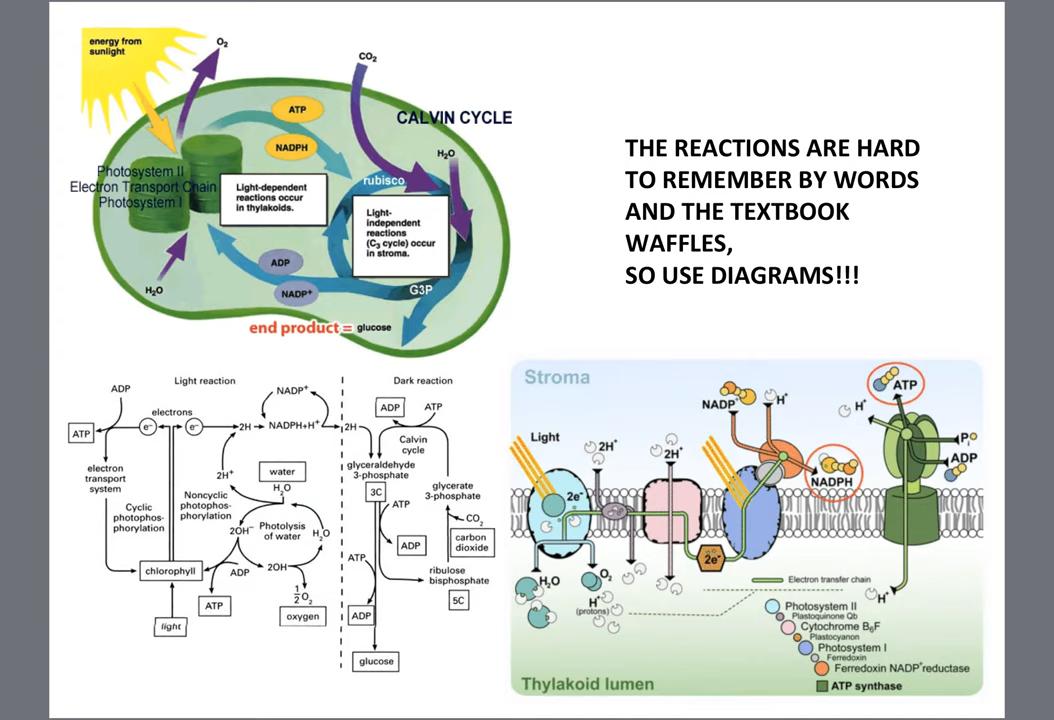 energy from
sunlight
O₂
CO₂
ATP
CALVIN CYCLE
NADPH
H₂O
Photosystem II
Electron Transport Chain
Photosystem I
rubisco
Light-dependent
reactions occur
in thylakoids.
Light-
independent
reactions
(C₃ cycle) occur
in stroma.
ADP
NADP⁺
G3P
H₂O
end product = glucose
THE REACTIONS ARE HARD
TO REMEMBER BY WORDS
AND THE TEXTBOOK
WAFFLES,
SO USE DIAGRAMS!!!
Light reaction
Dark reaction
ADP
NADP⁺
ADP
ATP
electrons
ATP
e⁻
e⁻
2H
NADPH+H⁺
2H
Calvin
cycle
electron
transport
system
2H⁺
water
H₂O
glyceraldehyde
3-phosphate
3C
glycerate
3-phosphate
Cyclic
photophos-
phorylation
Noncyclic
photophos-
phorylation
ATP
CO₂
carbon
dioxide
2OH⁻
Photolysis
of water
H₂O
ADP
chlorophyll
ADP
2OH
ATP
ribulose
bisphosphate
ATP
½O₂
5C
light
oxygen
ADP
glucose
Stroma
ATP
NADP⁺
H⁺
H⁺
Light
2H⁺
2H⁺
Pi
ADP
NADPH
2e⁻
2e⁻
H₂O
O₂
H⁺
(protons)
Electron transfer chain
H⁺
Photosystem II
Plastoquinone Qb
Cytochrome B₆F
Plastocyanon
Photosystem I
Ferredoxin
Ferredoxin NADP⁺reductase
ATP synthase
Thylakoid lumen